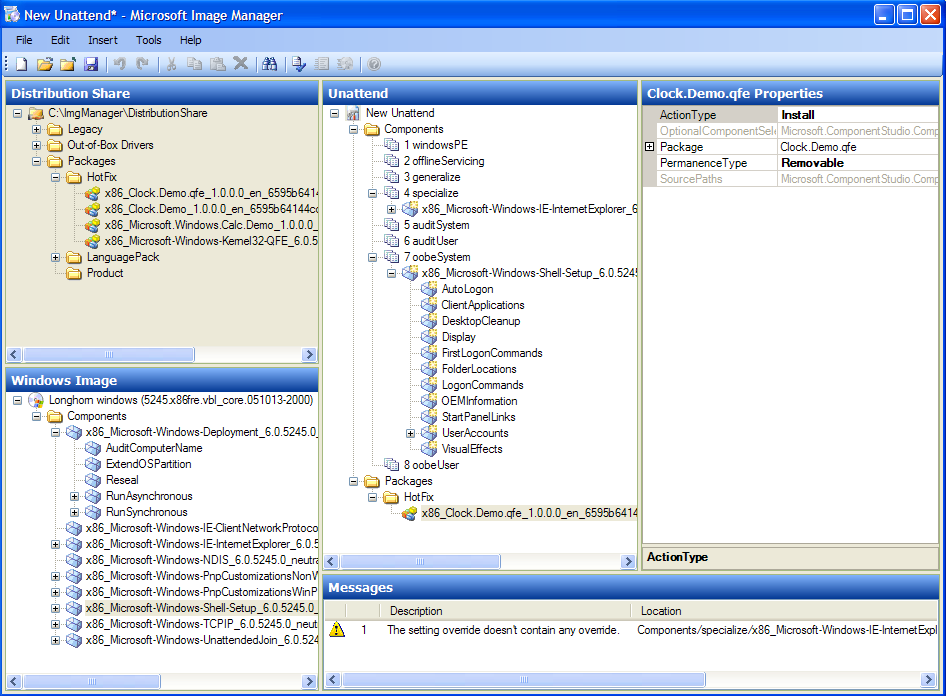 New Unattend* - Microsoft Image Manager
File Edit Insert Tools Help
Distribution Share
C:\ImgManager\DistributionShare
Legacy
Out-of-Box Drivers
Packages
HotFix
x86_Clock.Demo.qfe_1.0.0.0_en_6595b6414
x86_Clock.Demo_1.0.0.0_en_6595b64144cc
x86_Microsoft.Windows.Calc.Demo_1.0.0.0_
x86_Microsoft-Windows-Kernel32-QFE_6.0.5
LanguagePack
Product
Windows Image
Longhorn windows (5245.x86fre.vbl_core.051013-2000)
Components
x86_Microsoft-Windows-Deployment_6.0.5245.0_
AuditComputerName
ExtendOSPartition
Reseal
RunAsynchronous
RunSynchronous
x86_Microsoft-Windows-IE-ClientNetworkProtoco
x86_Microsoft-Windows-IE-InternetExplorer_6.0.5
x86_Microsoft-Windows-NDIS_6.0.5245.0_neutra
x86_Microsoft-Windows-PnpCustomizationsNonW
x86_Microsoft-Windows-PnpCustomizationsWinP
x86_Microsoft-Windows-Shell-Setup_6.0.5245.0_
x86_Microsoft-Windows-TCPIP_6.0.5245.0_neut
x86_Microsoft-Windows-UnattendedJoin_6.0.524
Unattend
New Unattend
Components
1 windowsPE
2 offlineServicing
3 generalize
4 specialize
x86_Microsoft-Windows-IE-InternetExplorer_6
5 auditSystem
6 auditUser
7 oobeSystem
x86_Microsoft-Windows-Shell-Setup_6.0.5245
AutoLogon
ClientApplications
DesktopCleanup
Display
FirstLogonCommands
FolderLocations
LogonCommands
OEMInformation
StartPanelLinks
UserAccounts
VisualEffects
8 oobeUser
Packages
HotFix
x86_Clock.Demo.qfe_1.0.0.0_en_6595b6414
Clock.Demo.qfe Properties
ActionType Install
OptionalComponentSele Microsoft.ComponentStudio.Comp
Package Clock.Demo.qfe
PermanenceType Removable
SourcePaths Microsoft.ComponentStudio.Comp
ActionType
Messages
Description Location
1 The setting override doesn't contain any override. Components/specialize/x86_Microsoft-Windows-IE-InternetExpl